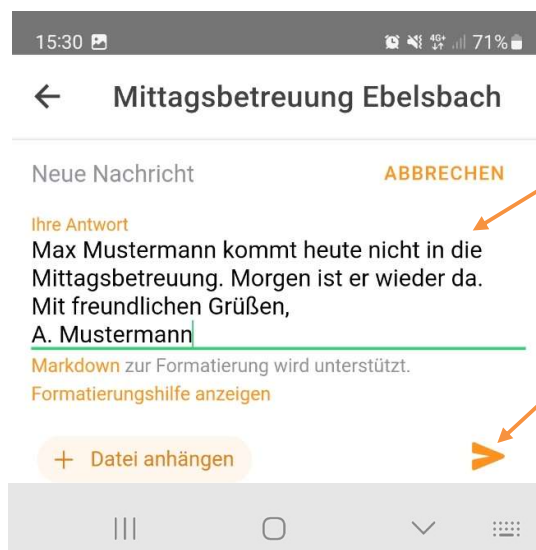 15:30 4G+ 71%
Mittagsbetreuung Ebelsbach
Neue Nachricht ABBRECHEN
Ihre Antwort
Max Mustermann kommt heute nicht in die
Mittagsbetreuung. Morgen ist er wieder da.
Mit freundlichen Grüßen,
A. Mustermann
Markdown zur Formatierung wird unterstützt.
Formatierungshilfe anzeigen
+ Datei anhängen